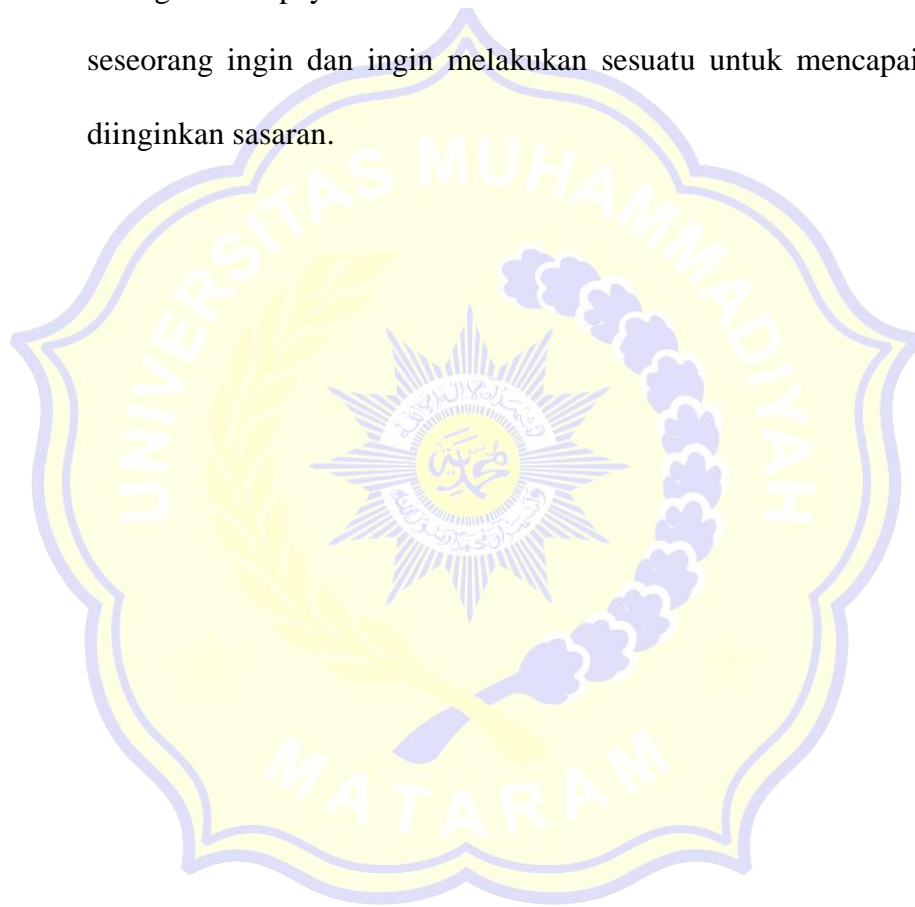 seseorang ingin dan ingin melakukan sesuatu untuk mencapai
diinginkan sasaran.
UNIVERSITAS MUHAMMADIYAH
MATARAM